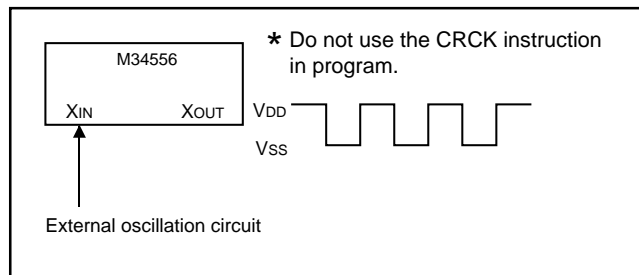 * Do not use the CRCK instruction
in program.
M34556
XIN XOUT
VDD
VSS
External oscillation circuit